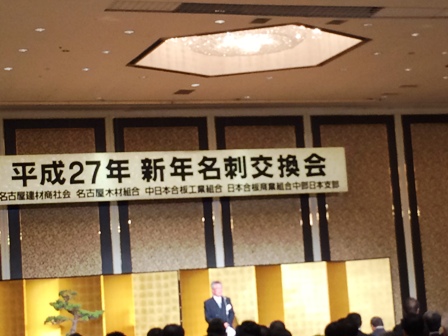 平成27年 新年名刺交換会
名古屋建材商社会 名古屋木材組合 中日本合板工業組合 日本合板商業組合中部日本支部